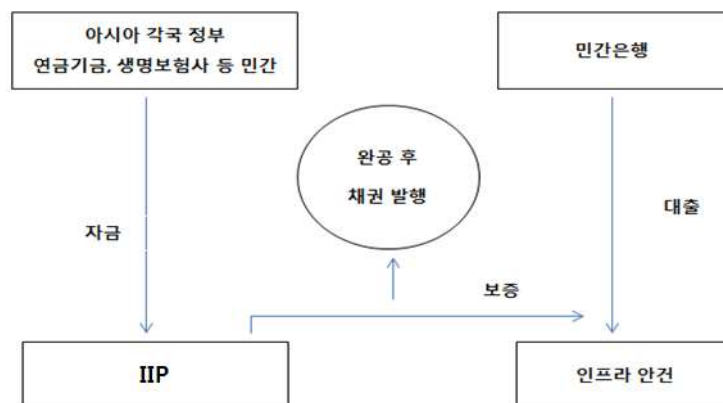 아시아 각국 정부
연금기금, 생명보험사 등 민간
민간은행
완공 후
채권 발행
자금
대출
보증
IIP
인프라 안건